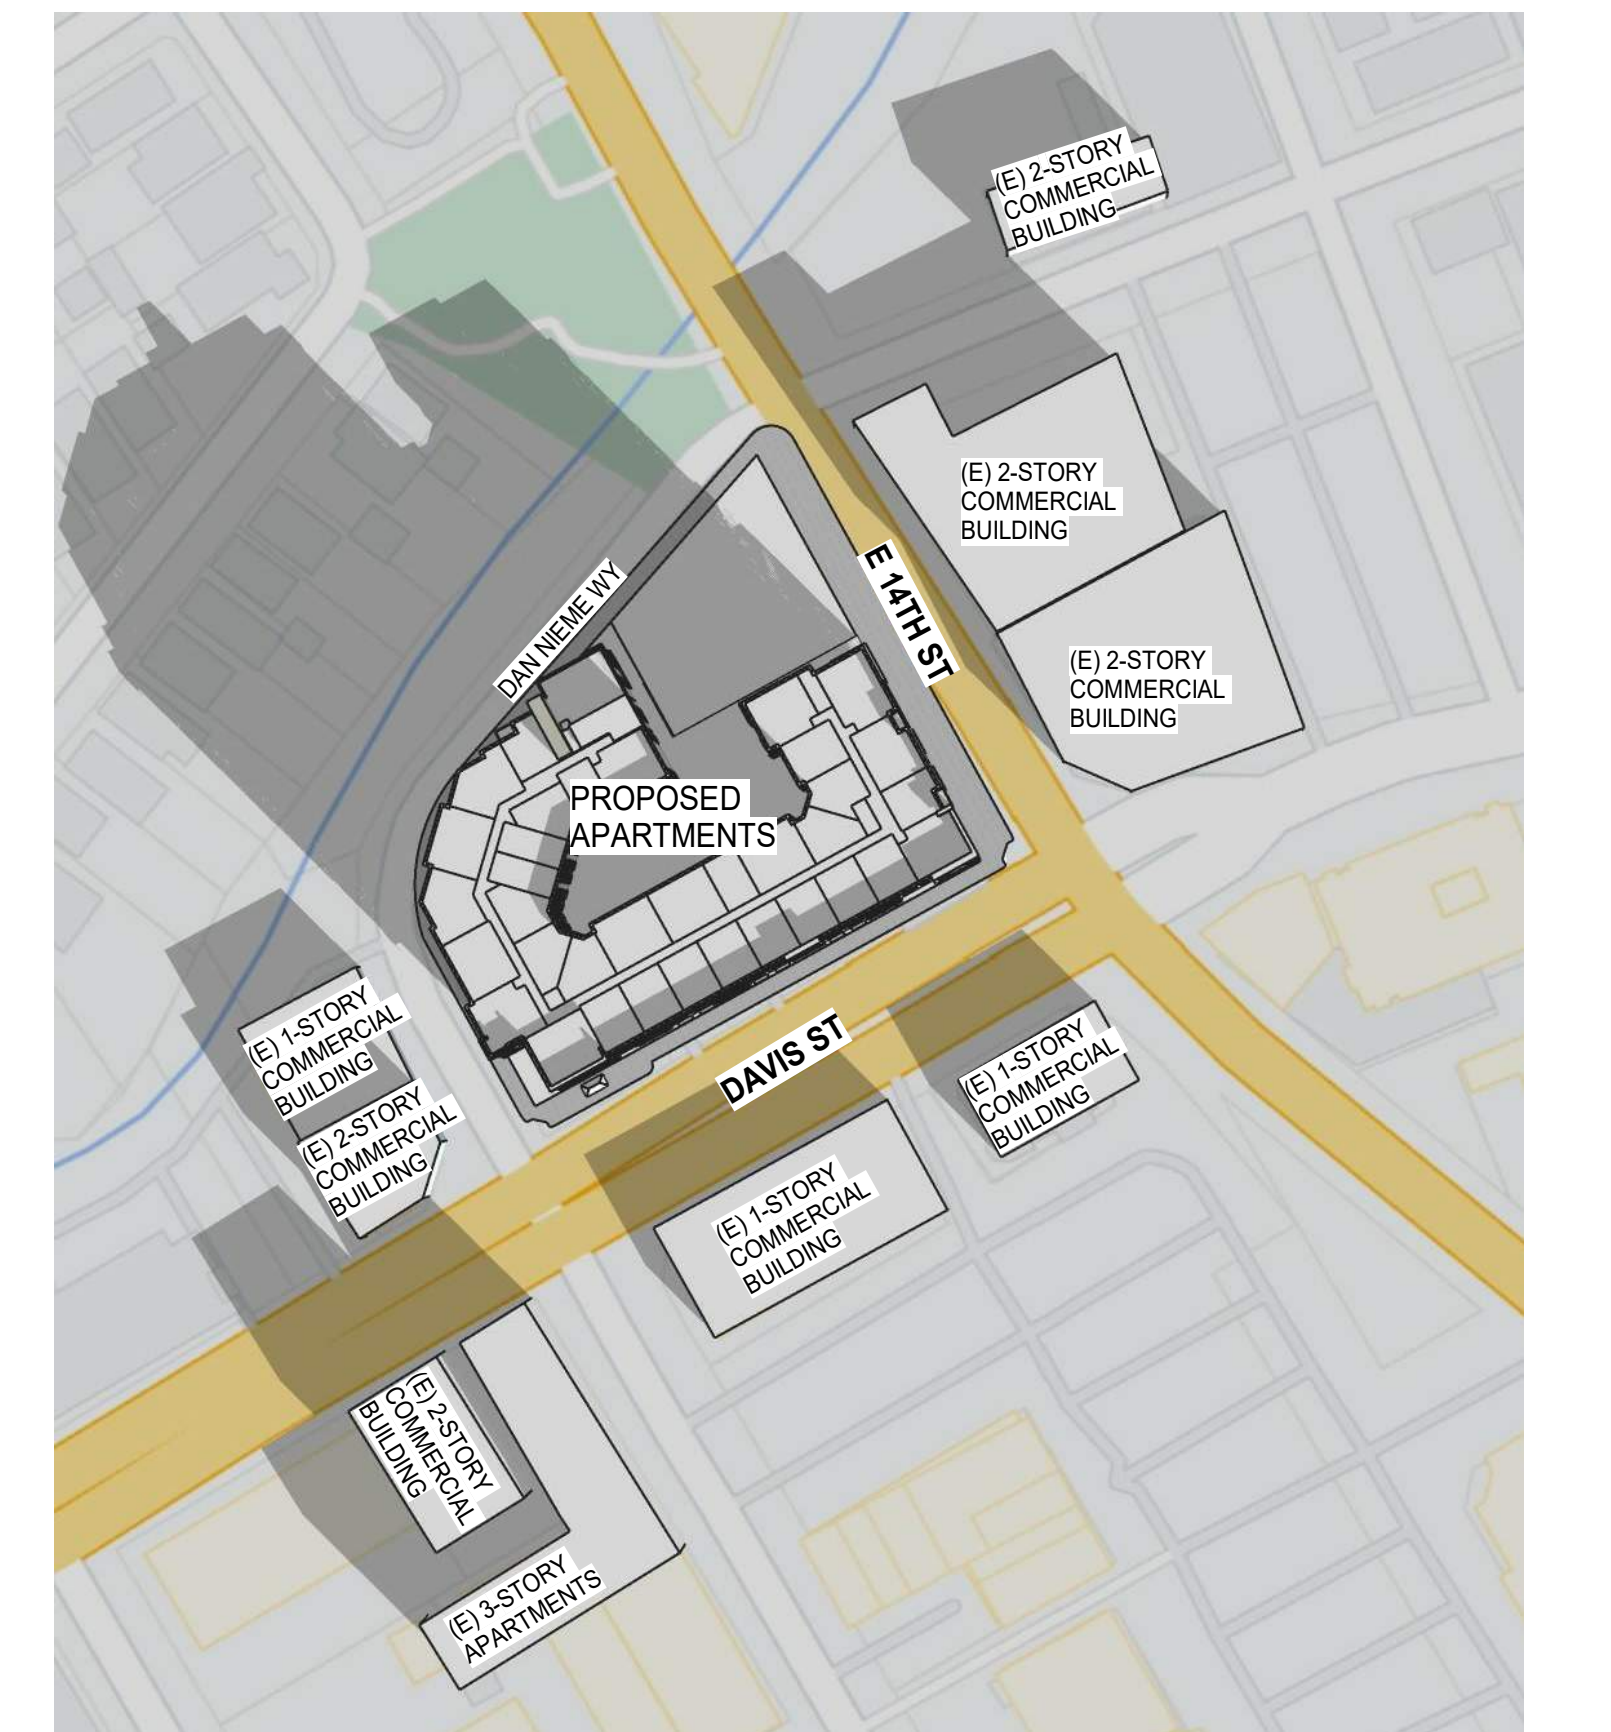 (E) 2-STORY
COMMERCIAL
BUILDING
(E) 2-STORY
COMMERCIAL
BUILDING
E 14TH ST
DAN NIEME WY
(E) 2-STORY
COMMERCIAL
BUILDING
PROPOSED
APARTMENTS
(E) 1-STORY
COMMERCIAL
BUILDING
DAVIS ST
(E) 1-STORY
COMMERCIAL
BUILDING
(E) 2-STORY
COMMERCIAL
BUILDING
(E) 1-STORY
COMMERCIAL
BUILDING
(E) 2-STORY
COMMERCIAL
BUILDING
(E) 3-STORY
APARTMENTS